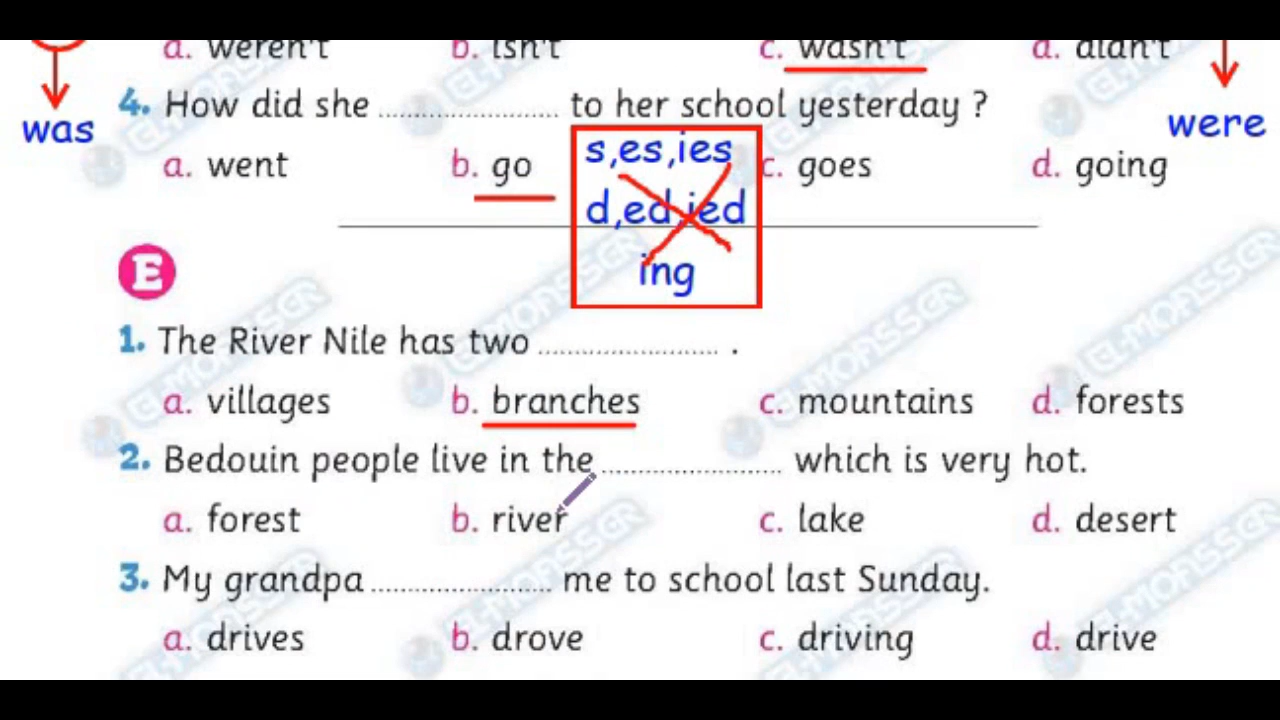 a. weren't b. isn't c. wasn't d. didn't
4. How did she ........................ to her school yesterday ?
was
were
a. went b. go c. goes d. going
s,es,ies
d,ed,ied
ing
E
1. The River Nile has two ........................ .
a. villages b. branches c. mountains d. forests
2. Bedouin people live in the ........................ which is very hot.
a. forest b. river c. lake d. desert
3. My grandpa ........................ me to school last Sunday.
a. drives b. drove c. driving d. drive
EL-MOASSER